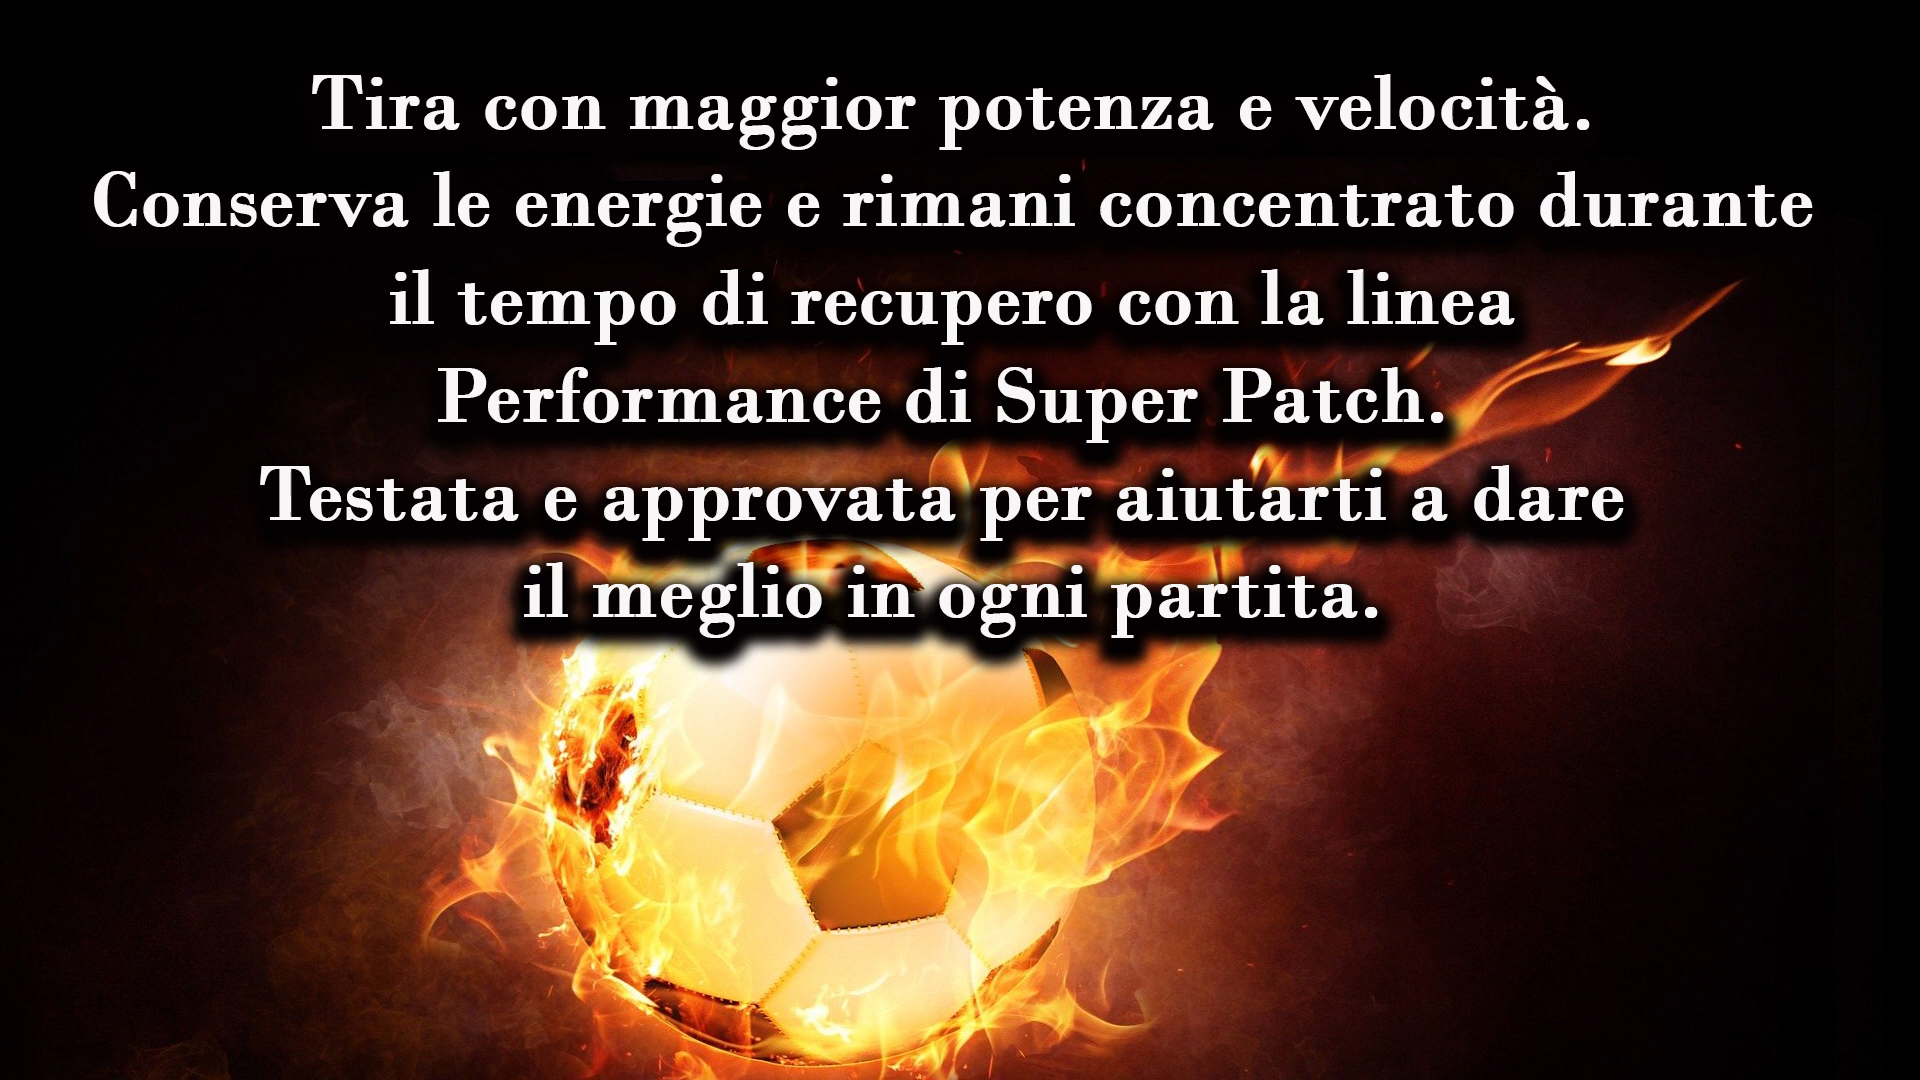 Tira con maggior potenza e velocità.
Conserva le energie e rimani concentrato durante
il tempo di recupero con la linea
Performance di Super Patch.
Testata e approvata per aiutarti a dare
il meglio in ogni partita.